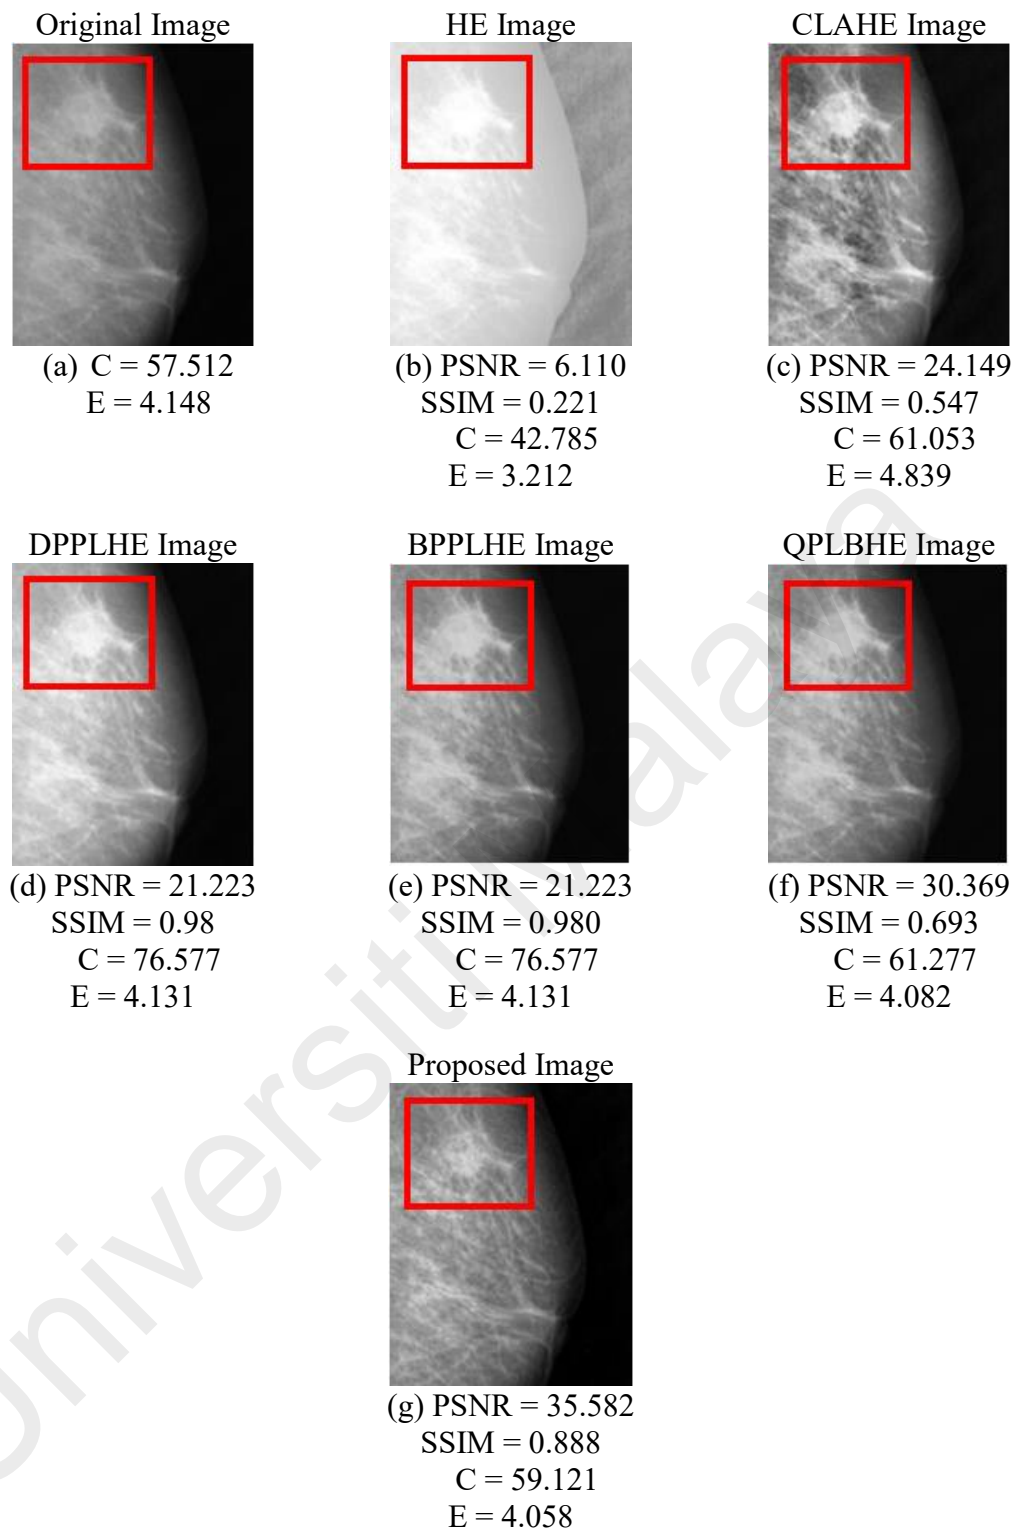 Original Image
HE Image
CLAHE Image
(a) C = 57.512
E = 4.148
(b) PSNR = 6.110
SSIM = 0.221
C = 42.785
E = 3.212
(c) PSNR = 24.149
SSIM = 0.547
C = 61.053
E = 4.839
DPPLHE Image
BPPLHE Image
QPLBHE Image
(d) PSNR = 21.223
SSIM = 0.98
C = 76.577
E = 4.131
(e) PSNR = 21.223
SSIM = 0.980
C = 76.577
E = 4.131
(f) PSNR = 30.369
SSIM = 0.693
C = 61.277
E = 4.082
Proposed Image
(g) PSNR = 35.582
SSIM = 0.888
C = 59.121
E = 4.058
Universiti Malaya